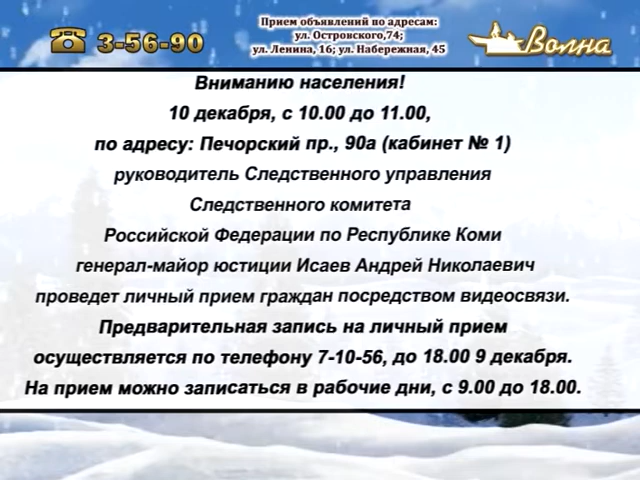 3-56-90
Прием объявлений по адресам:
ул. Островского,74;
ул. Ленина, 16; ул. Набережная, 45
Волна
Вниманию населения!
10 декабря, с 10.00 до 11.00,
по адресу: Печорский пр., 90а (кабинет № 1)
руководитель Следственного управления
Следственного комитета
Российской Федерации по Республике Коми
генерал-майор юстиции Исаев Андрей Николаевич
проведет личный прием граждан посредством видеосвязи.
Предварительная запись на личный прием
осуществляется по телефону 7-10-56, до 18.00 9 декабря.
На прием можно записаться в рабочие дни, с 9.00 до 18.00.